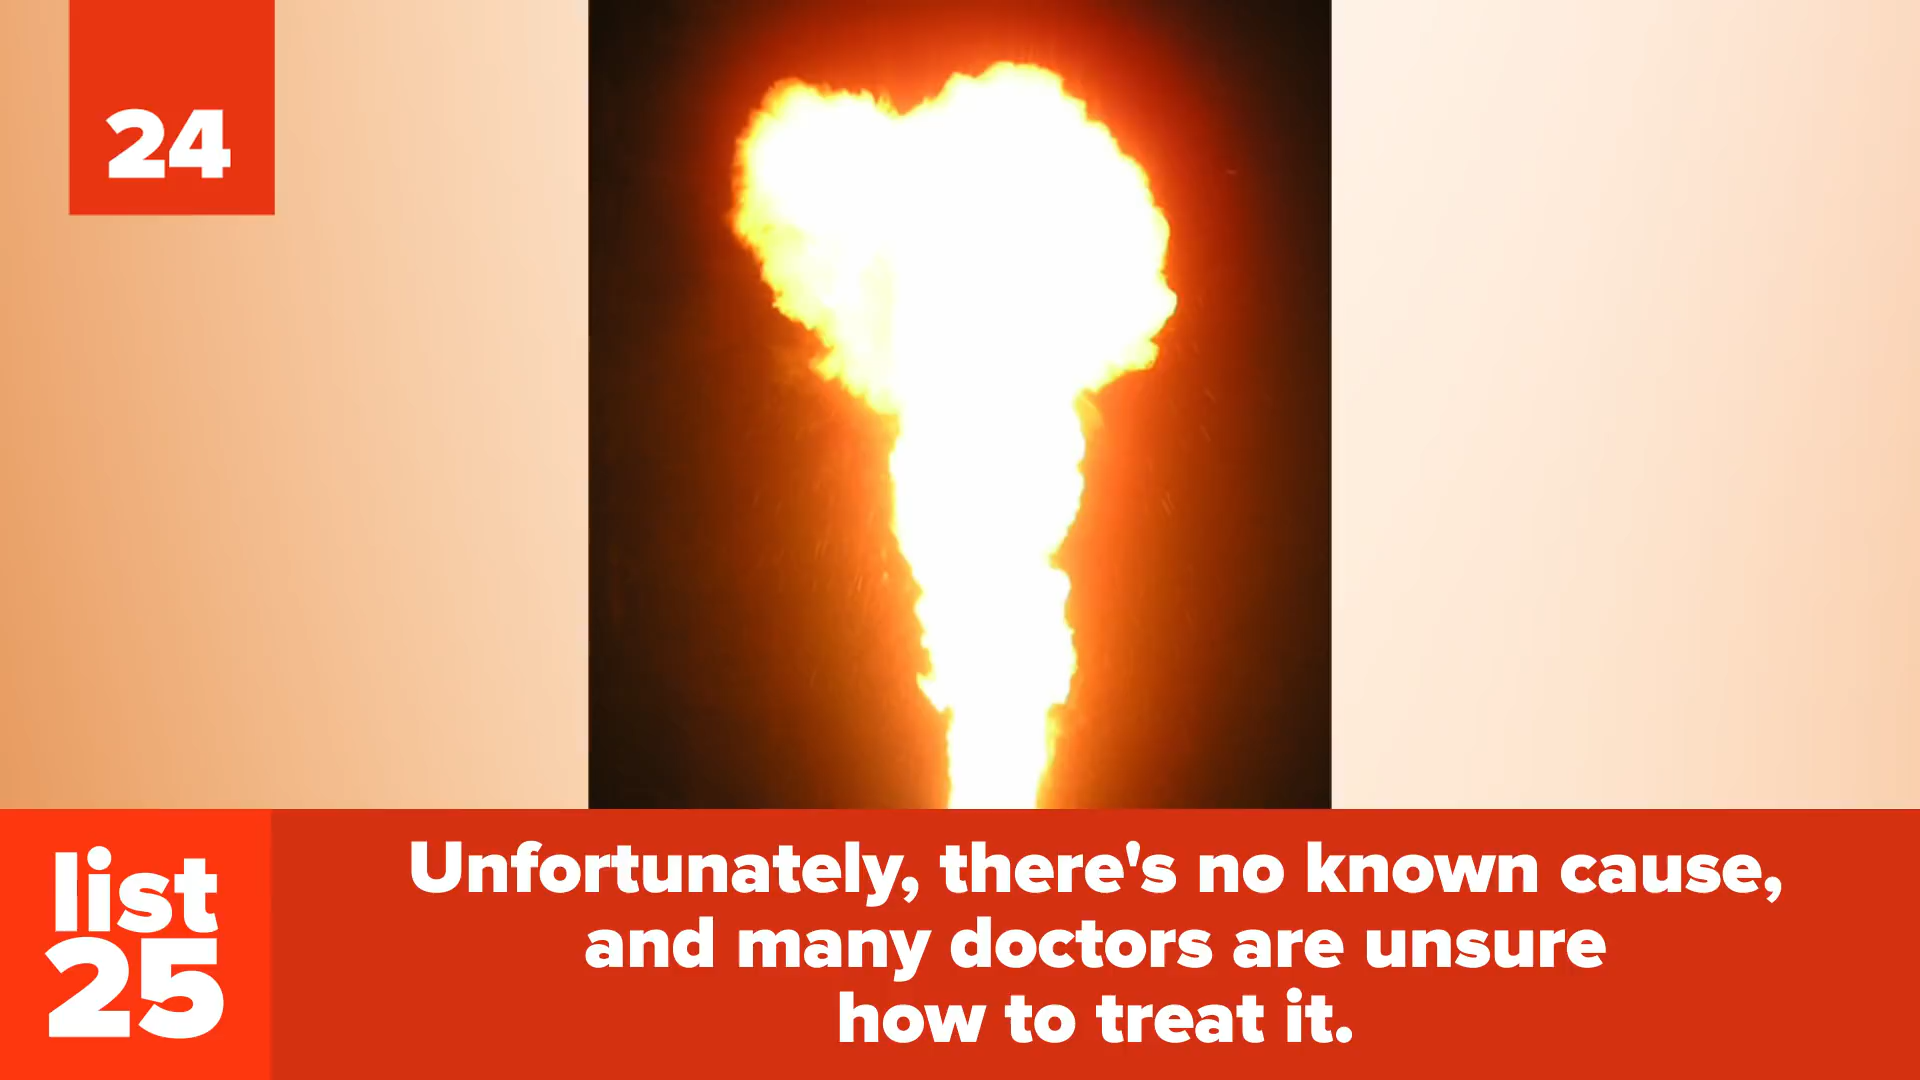 24
list
25
Unfortunately, there's no known cause,
and many doctors are unsure
how to treat it.